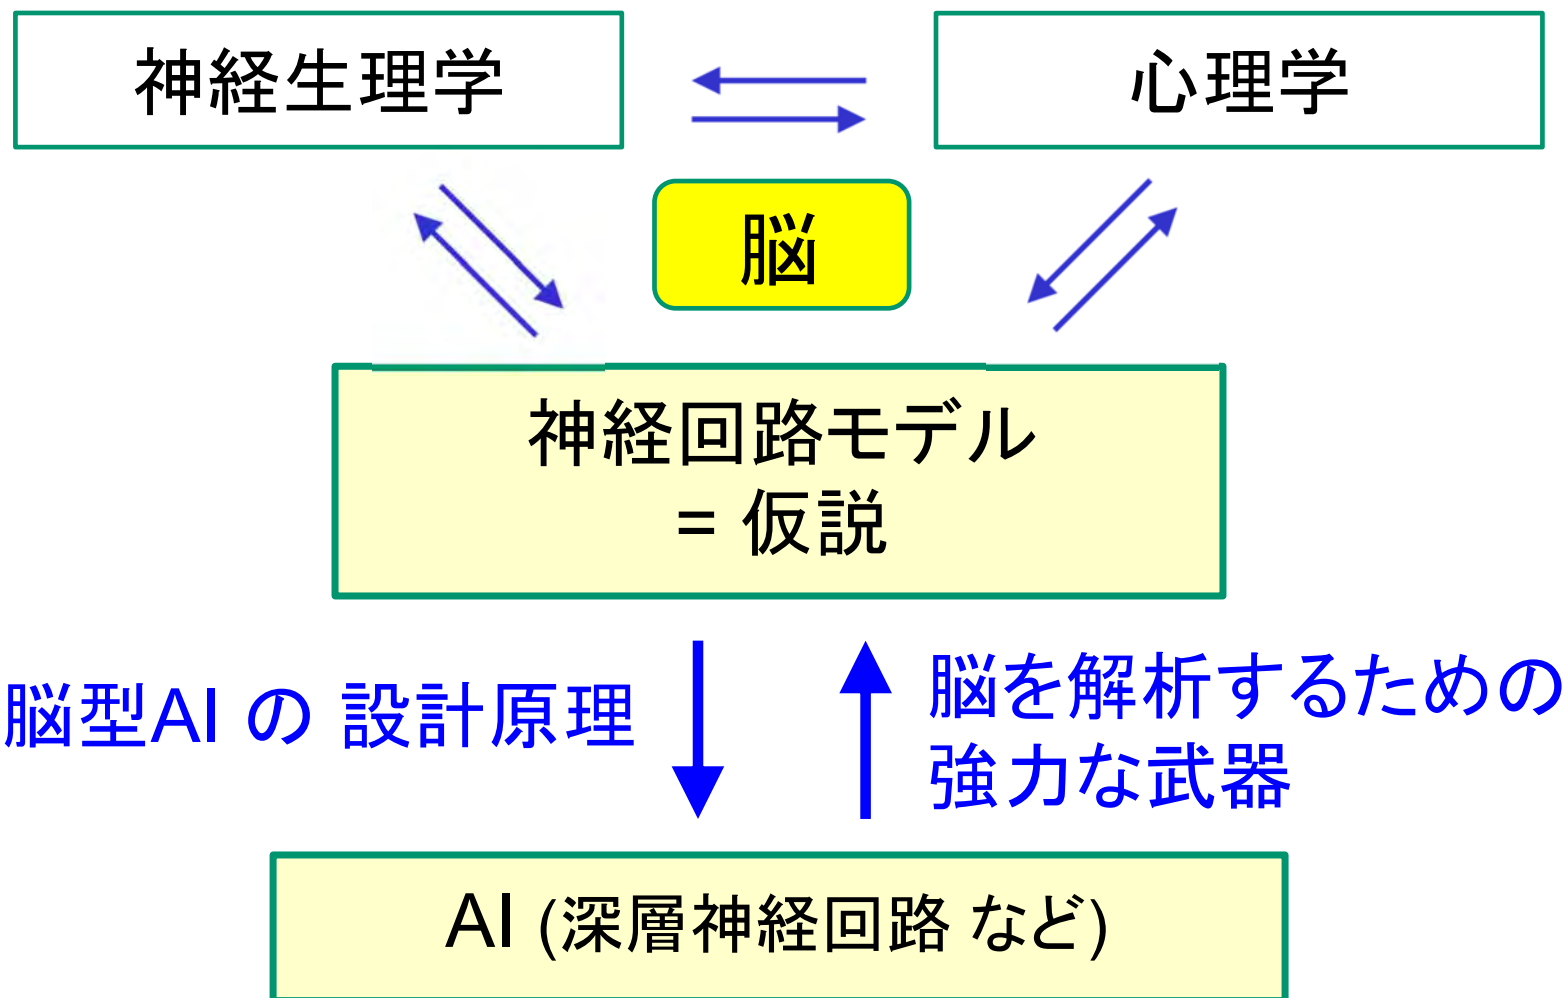 神経生理学
心理学
脳
神経回路モデル
= 仮説
脳型AI の 設計原理
脳を解析するための
強力な武器
AI (深層神経回路 など)